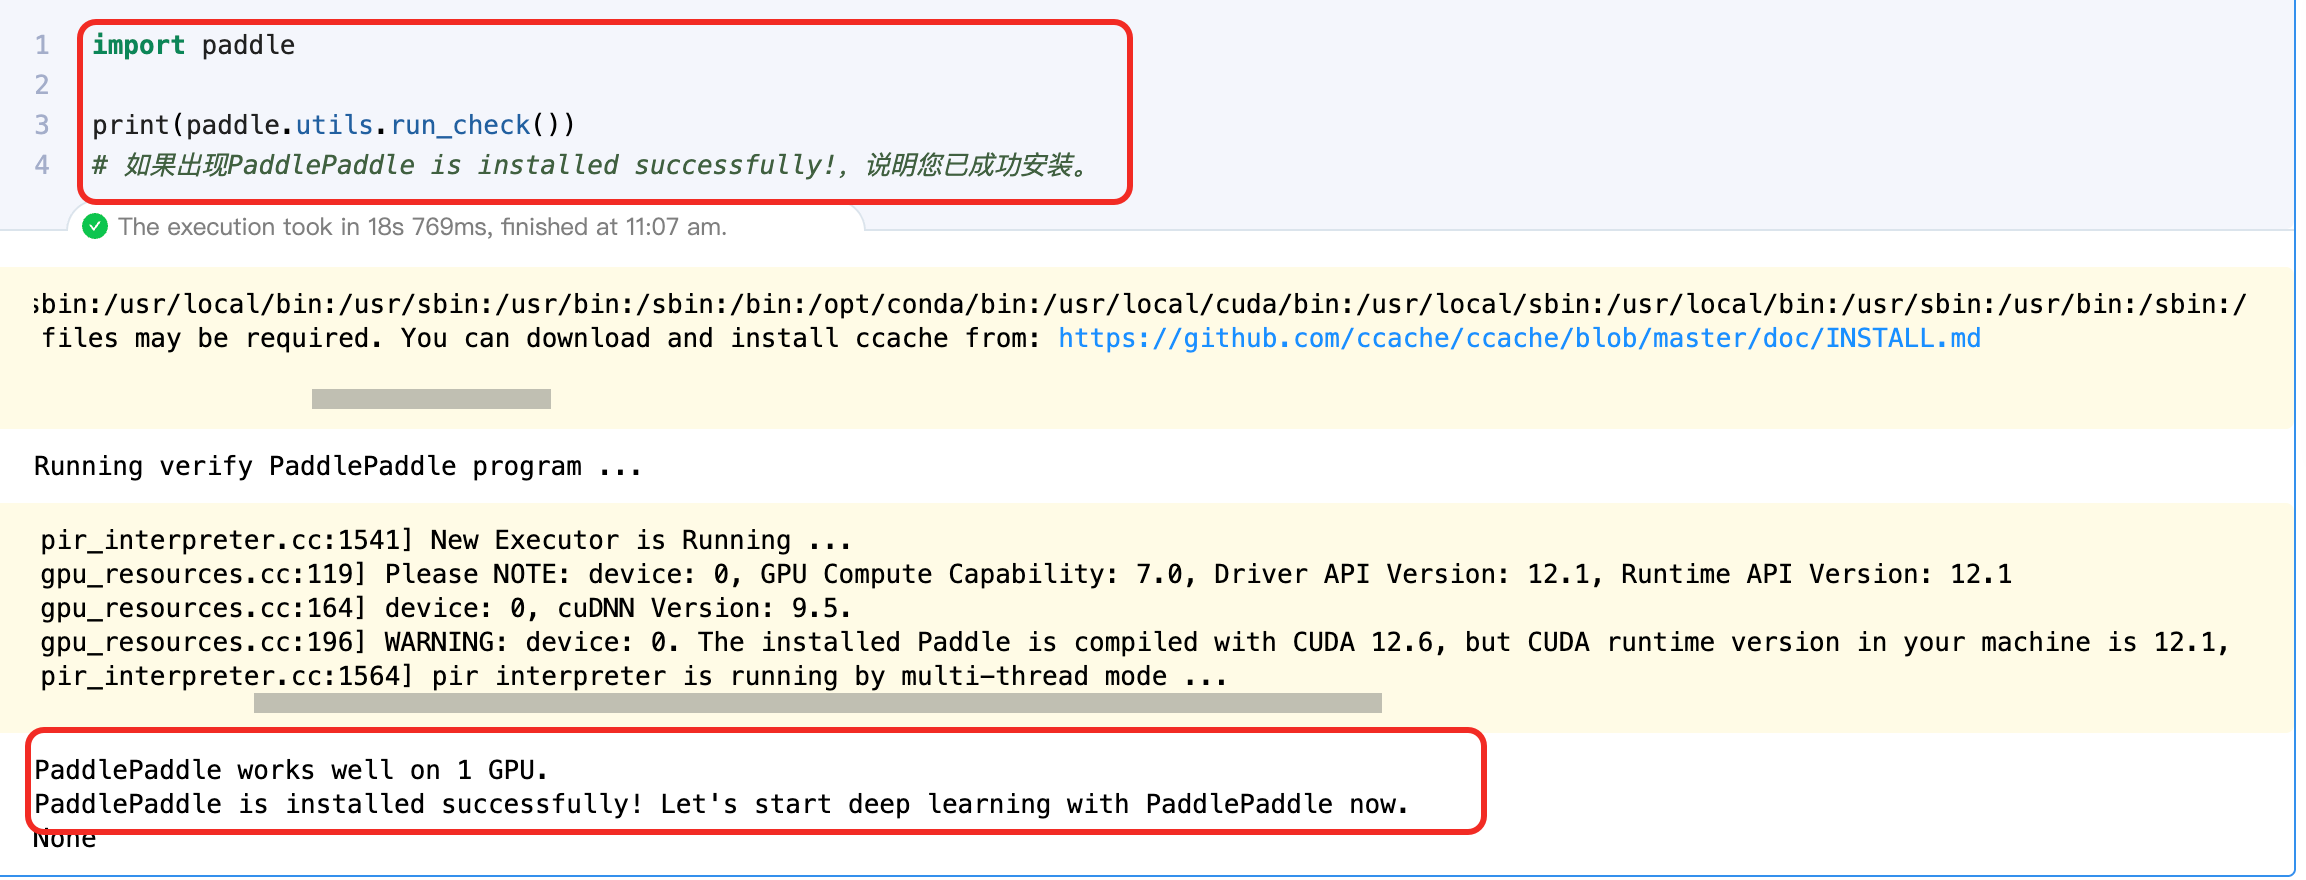 1 import paddle
2
3 print(paddle.utils.run_check())
4 # 如果出现PaddlePaddle is installed successfully!, 说明您已成功安装。
The execution took in 18s 769ms, finished at 11:07 am.
sbin:/usr/local/bin:/usr/sbin:/usr/bin:/sbin:/bin:/opt/conda/bin:/usr/local/cuda/bin:/usr/local/sbin:/usr/local/bin:/usr/sbin:/usr/bin:/sbin:/
files may be required. You can download and install ccache from: https://github.com/ccache/ccache/blob/master/doc/INSTALL.md
Running verify PaddlePaddle program ...
pir_interpreter.cc:1541] New Executor is Running ...
gpu_resources.cc:119] Please NOTE: device: 0, GPU Compute Capability: 7.0, Driver API Version: 12.1, Runtime API Version: 12.1
gpu_resources.cc:164] device: 0, cuDNN Version: 9.5.
gpu_resources.cc:196] WARNING: device: 0. The installed Paddle is compiled with CUDA 12.6, but CUDA runtime version in your machine is 12.1,
pir_interpreter.cc:1564] pir interpreter is running by multi-thread mode ...
PaddlePaddle works well on 1 GPU.
PaddlePaddle is installed successfully! Let's start deep learning with PaddlePaddle now.
None